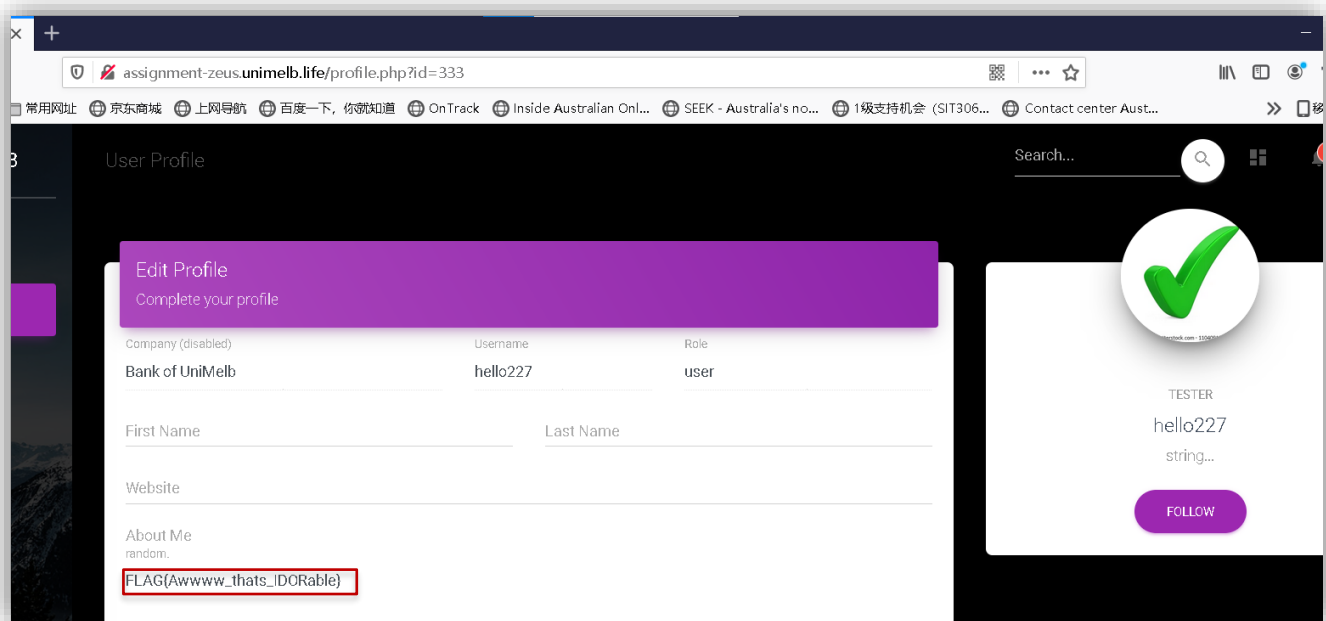 assignment-zeus.unimelb.life/profile.php?id=333
常用网址 京东商城 上网导航 百度一下，你就知道 OnTrack Inside Australian Onl... SEEK - Australia's no... 1级支持机会（SIT306... Contact center Aust... 移
User Profile
Search...
Edit Profile
Complete your profile
Company (disabled) Username Role
Bank of UniMelb hello227 user
First Name Last Name
Website
About Me
random.
FLAG{Awwww_thats_IDORable}
TESTER
hello227
string...
FOLLOW